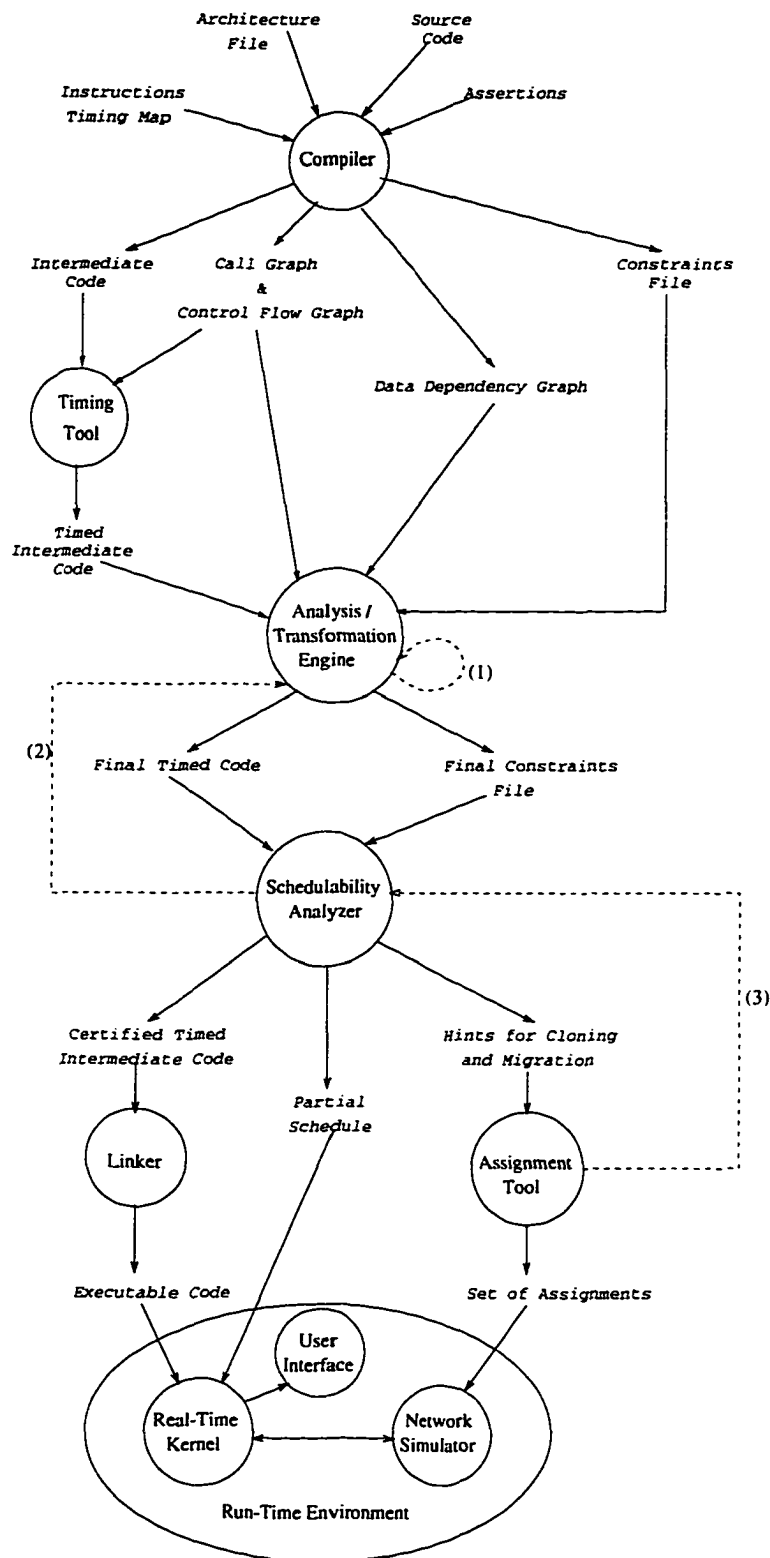 Architecture
File
Source
Code
Instructions
Timing Map
Assertions
Compiler
Intermediate
Code
Call Graph
&
Control Flow Graph
Constraints
File
Data Dependency Graph
Timing
Tool
Timed
Intermediate
Code
Analysis /
Transformation
Engine
(1)
(2)
Final Timed Code
Final Constraints
File
Schedulability
Analyzer
(3)
Certified Timed
Intermediate Code
Hints for Cloning
and Migration
Partial
Schedule
Linker
Assignment
Tool
Executable Code
Set of Assignments
User
Interface
Real-Time
Kernel
Network
Simulator
Run-Time Environment